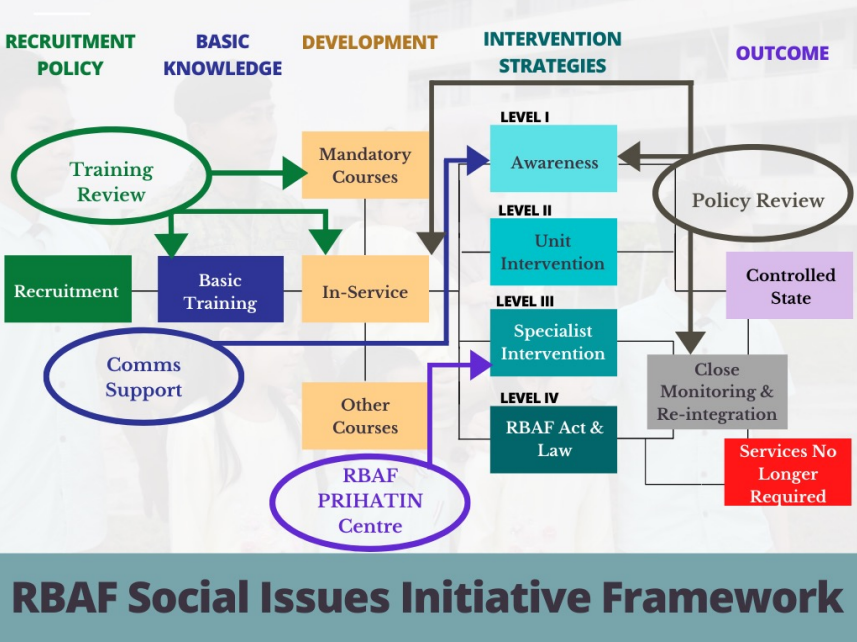 RECRUITMENT
POLICY
BASIC
KNOWLEDGE
DEVELOPMENT
INTERVENTION
STRATEGIES
OUTCOME
Training
Review
Mandatory
Courses
LEVEL I
Awareness
Policy Review
LEVEL II
Unit
Intervention
Recruitment
Basic
Training
In-Service
Controlled
State
LEVEL III
Specialist
Intervention
Comms
Support
Close
Monitoring &
Re-integration
Other
Courses
LEVEL IV
RBAF Act &
Law
Services No
Longer
Required
RBAF
PRIHATIN
Centre
RBAF Social Issues Initiative Framework